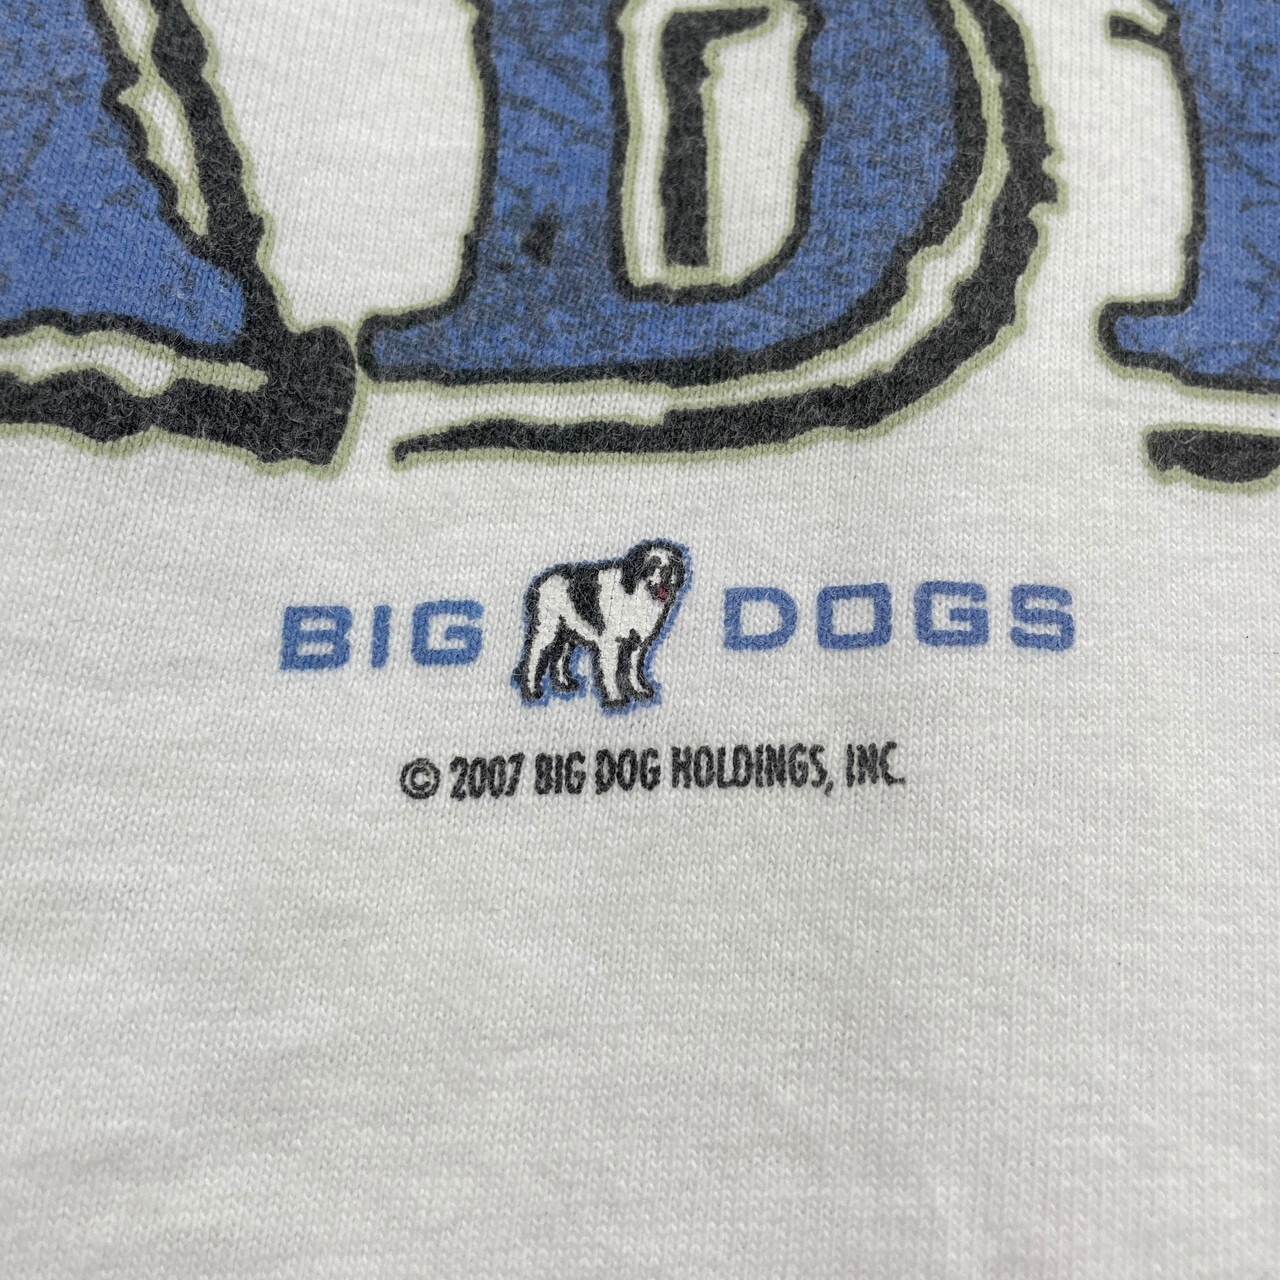 D
BIG DOGS
© 2007 BIG DOG HOLDINGS, INC.